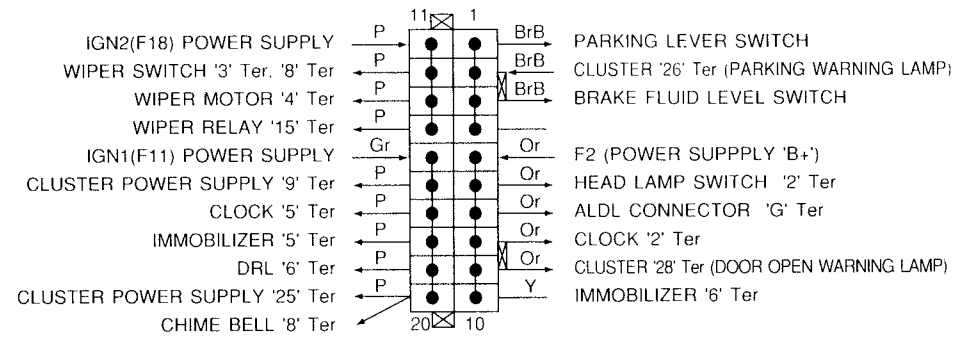 11 1
IGN2(F18) POWER SUPPLY P BrB PARKING LEVER SWITCH
WIPER SWITCH '3' Ter, '8' Ter P BrB CLUSTER '26' Ter (PARKING WARNING LAMP)
WIPER MOTOR '4' Ter P BrB BRAKE FLUID LEVEL SWITCH
WIPER RELAY '15' Ter P
IGN1(F11) POWER SUPPLY Gr Or F2 (POWER SUPPPLY 'B+')
CLUSTER POWER SUPPLY '9' Ter P Or HEAD LAMP SWITCH '2' Ter
CLOCK '5' Ter P Or ALDL CONNECTOR 'G' Ter
IMMOBILIZER '5' Ter P Or CLOCK '2' Ter
DRL '6' Ter P Or CLUSTER '28' Ter (DOOR OPEN WARNING LAMP)
CLUSTER POWER SUPPLY '25' Ter P Y IMMOBILIZER '6' Ter
CHIME BELL '8' Ter 20 10